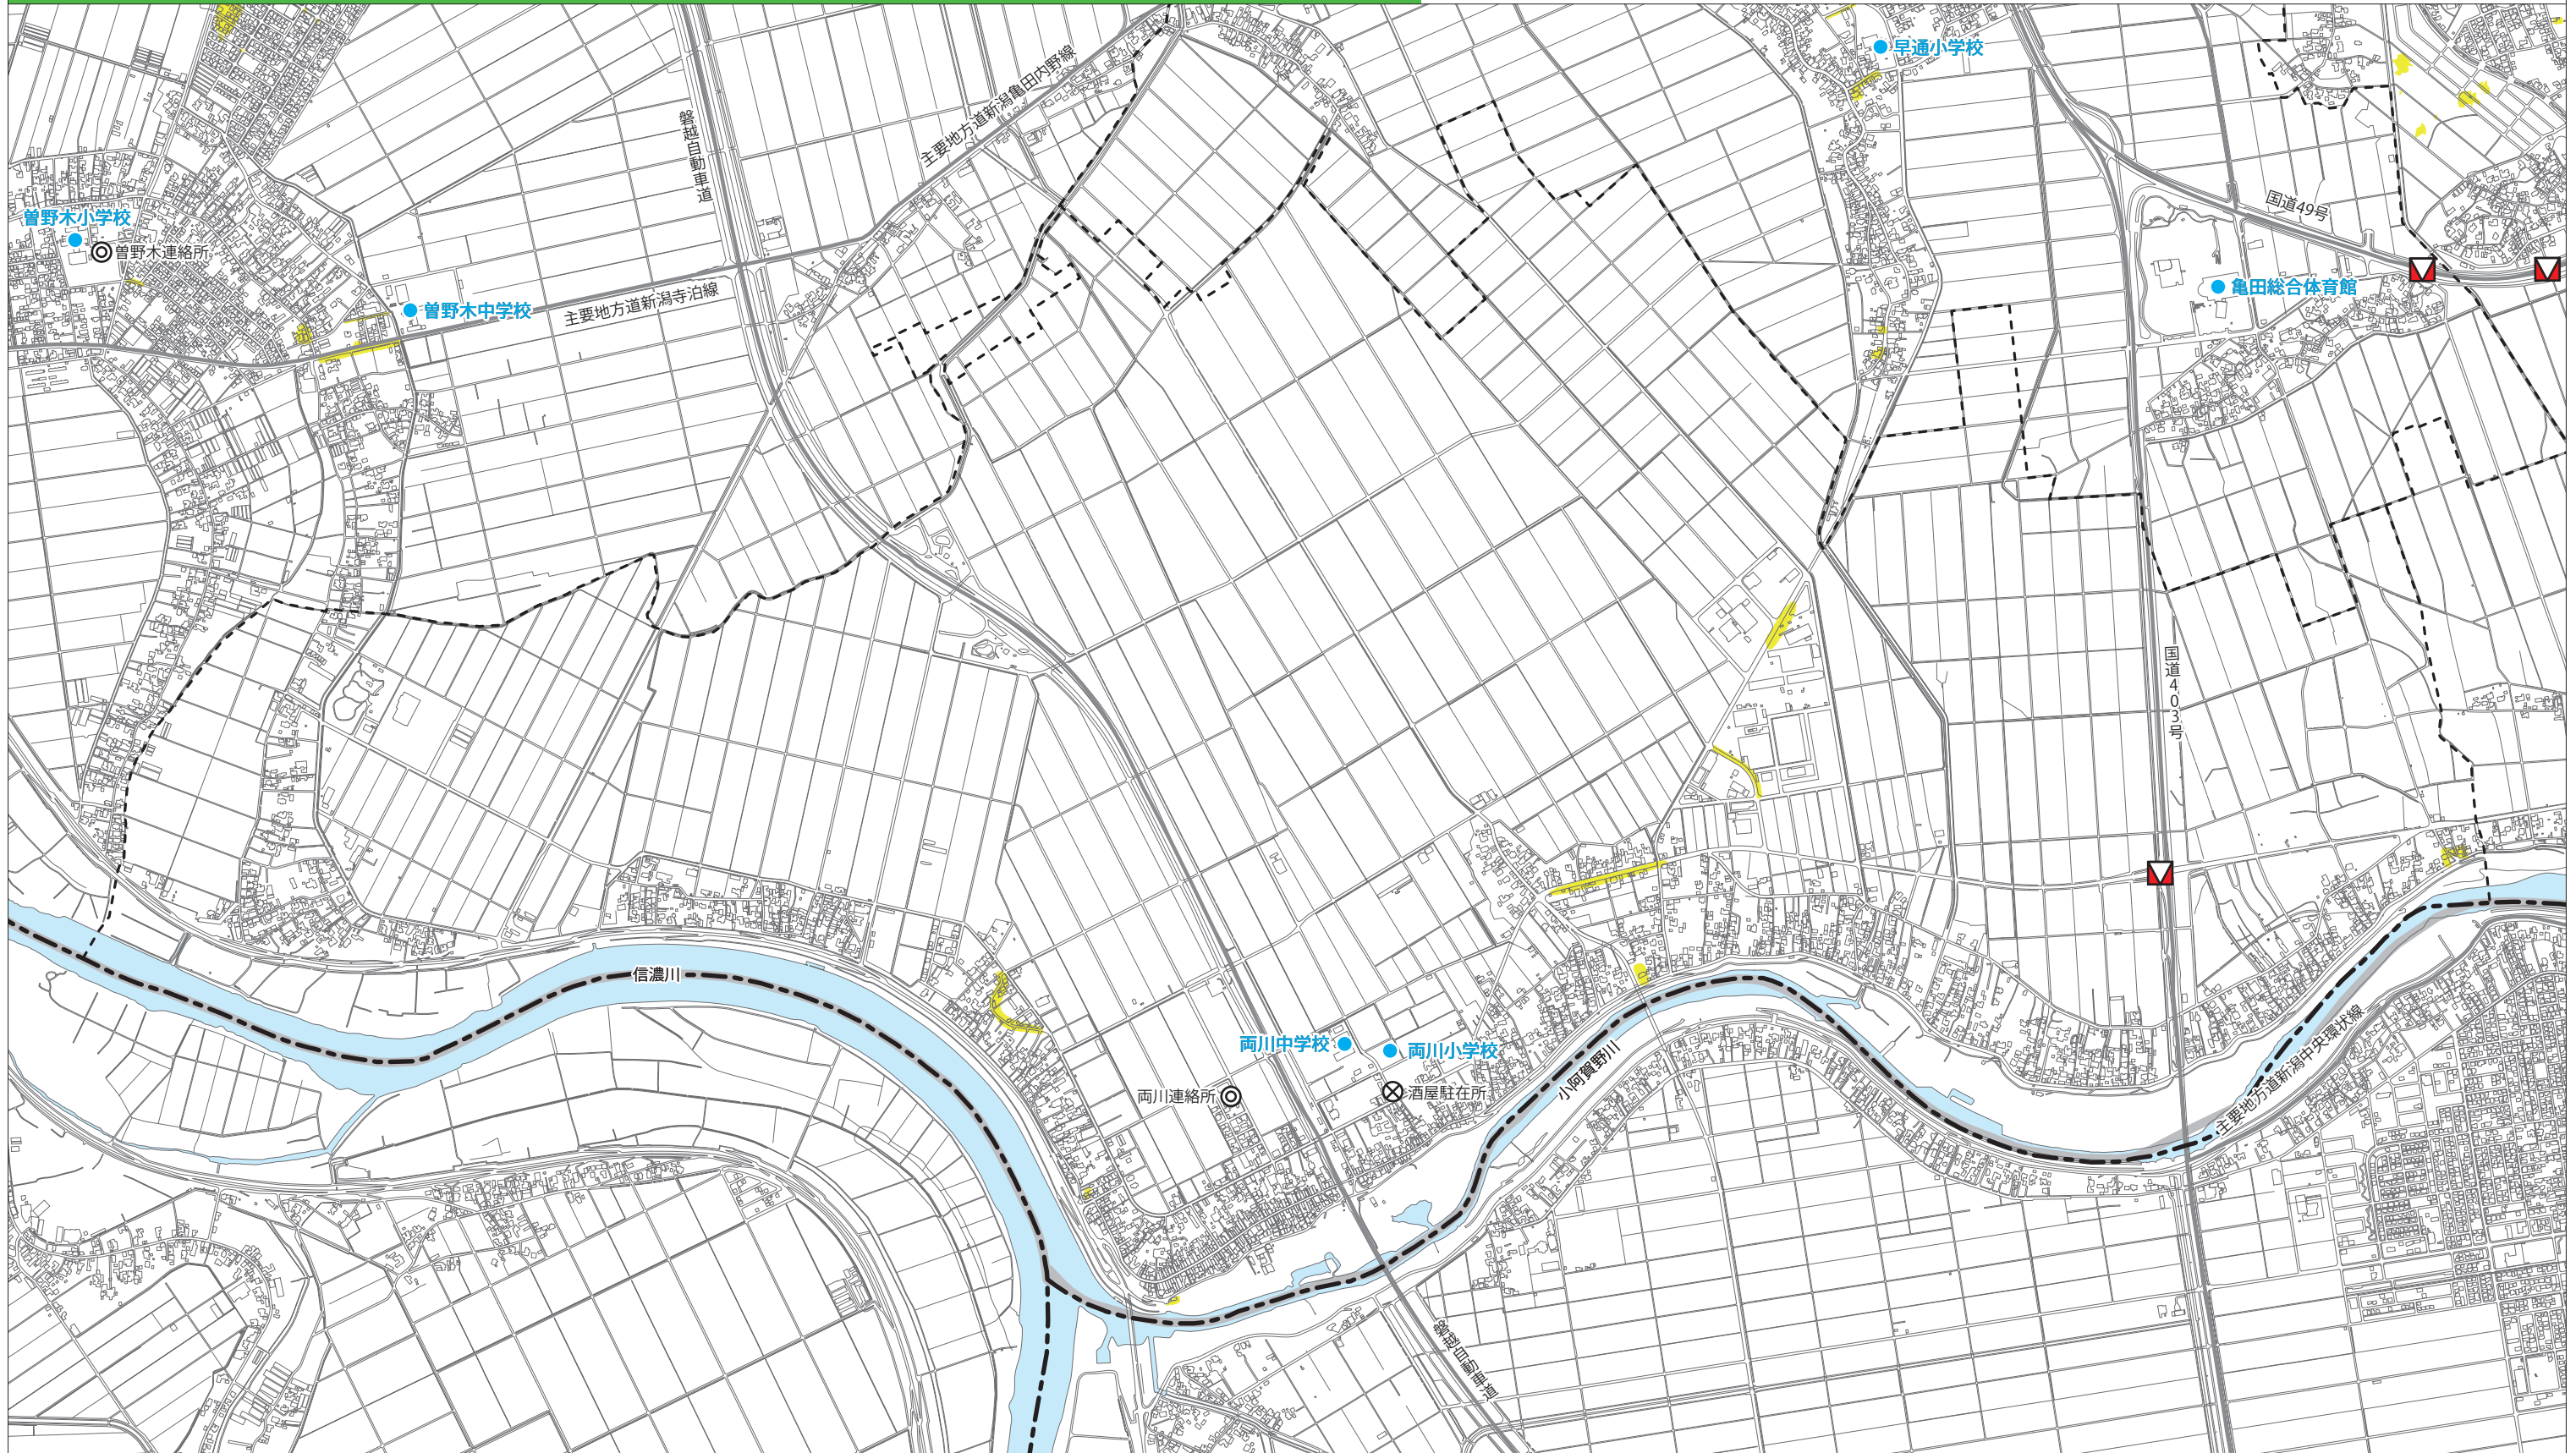 早通小学校
主要地方道新潟亀田内野線
磐越自動車道
国道49号
曽野木小学校
曽野木連絡所
亀田総合体育館
曽野木中学校
主要地方道新潟寺泊線
国道403号
信濃川
両川中学校
両川小学校
小阿賀野川
主要地方道新潟中央環状線
両川連絡所
酒屋駐在所
磐越自動車道